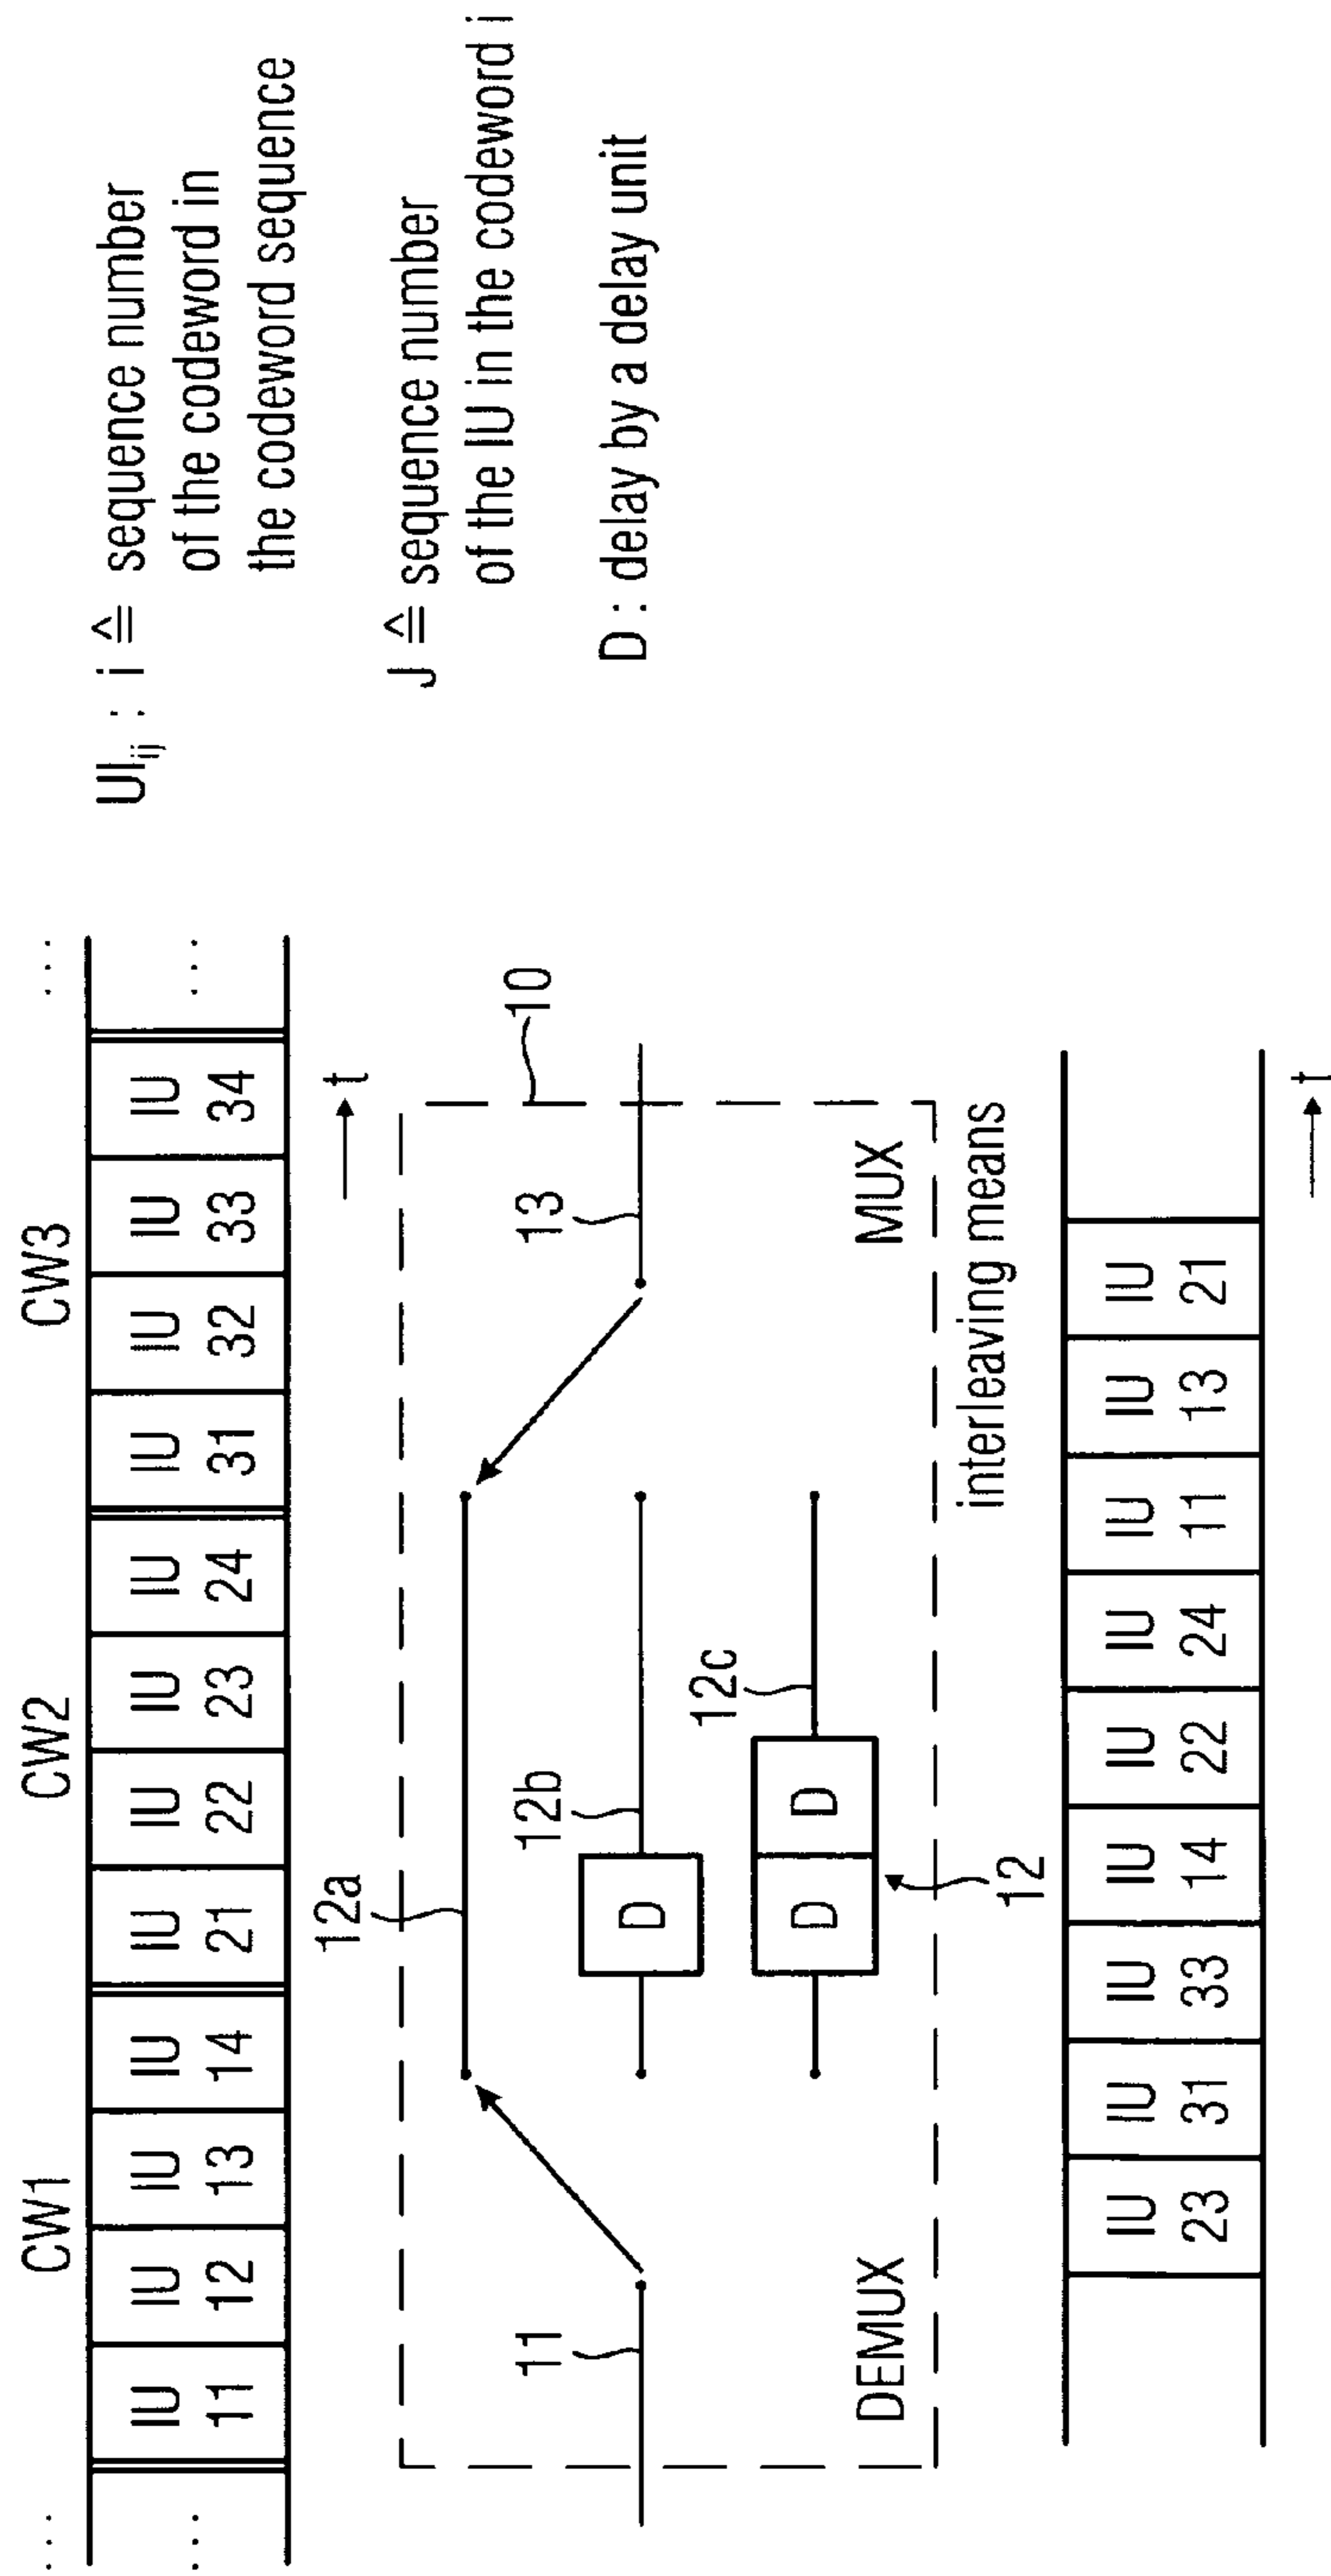 ... CW1 CW2 CW3 ...
... IU 11 IU 12 IU 13 IU 14 IU 21 IU 22 IU 23 IU 24 IU 31 IU 32 IU 33 IU 34 ...
t
UI_ij : i ≙ sequence number
of the codeword in
the codeword sequence
J ≙ sequence number
of the IU in the codeword i
D : delay by a delay unit
10
11
12a
12b
D
12c
D D
12
13
DEMUX
MUX
interleaving means
IU 23 IU 31 IU 33 IU 14 IU 22 IU 24 IU 11 IU 13 IU 21
t